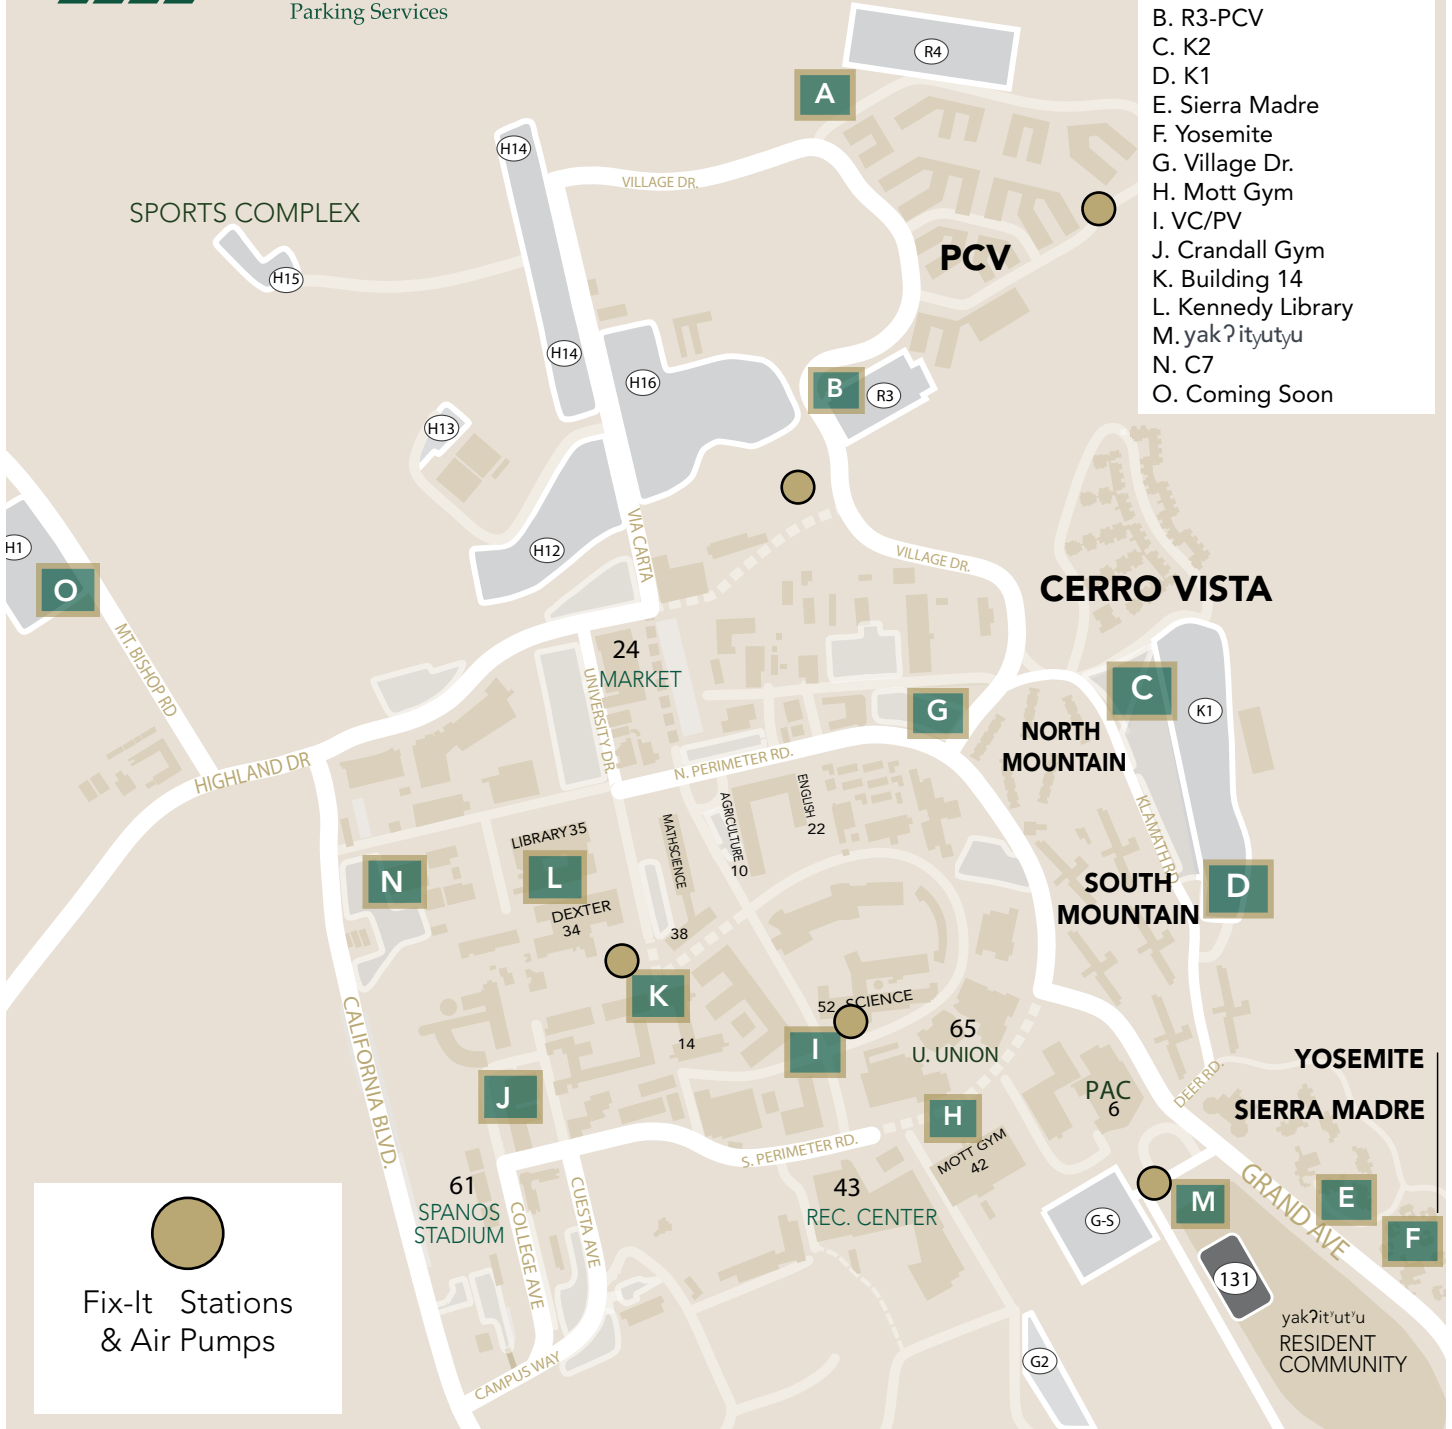 Parking Services
B. R3-PCV
C. K2
D. K1
E. Sierra Madre
F. Yosemite
G. Village Dr.
H. Mott Gym
I. VC/PV
J. Crandall Gym
K. Building 14
L. Kennedy Library
M. yakʔityutyu
N. C7
O. Coming Soon
R4
A
H14
VILLAGE DR.
SPORTS COMPLEX
PCV
H15
H14
H16
B
R3
H13
VIA CARTA
H12
H1
VILLAGE DR.
O
CERRO VISTA
MT. BISHOP RD
24
MARKET
UNIVERSITY DR.
C
K1
G
NORTH
MOUNTAIN
HIGHLAND DR
N. PERIMETER RD.
ENGLISH
22
AGRICULTURE
10
MATHSCIENCE
38
KLAMATH RD
LIBRARY 35
L
N
SOUTH
MOUNTAIN
D
DEXTER
34
K
14
52 SCIENCE
I
65
U. UNION
CALIFORNIA BLVD.
J
PAC
6
DEER RD.
YOSEMITE
SIERRA MADRE
H
MOTT GYM
42
S. PERIMETER RD.
61
SPANOS
STADIUM
COLLEGE AVE
CUESTA AVE
43
REC. CENTER
G-S
M
GRAND AVE
E
F
131
yakʔitʸutʸu
RESIDENT
COMMUNITY
G2
CAMPUS WAY
Fix-It Stations
& Air Pumps